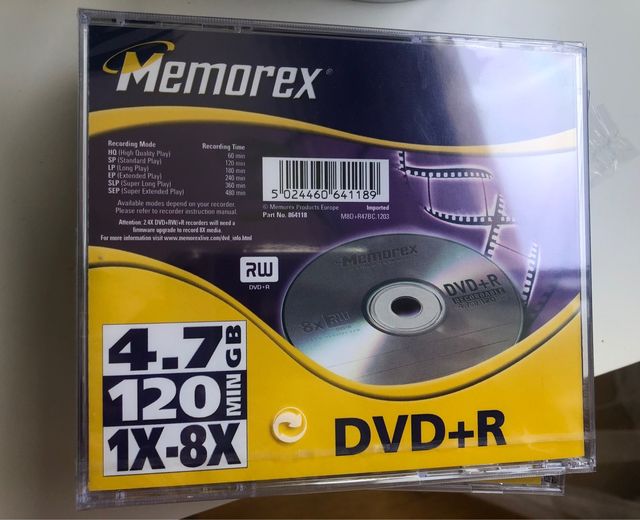 Memorex®
Recording Mode Recording Time
HQ (High Quality Play) 60 min
SP (Standard Play) 120 min
LP (Long Play) 180 min
EP (Extended Play) 240 min
SLP (Super Long Play) 360 min
SEP (Super Extended Play) 480 min
Available modes depend on your recorder.
Please refer to recorder instruction manual.
Attention: 2.4X DVD+RW/+R recorders will need a
firmware upgrade to record 8X media.
For more information visit www.memorexlive.com/dvd_info.html
5 024460 641189
© Memorex Products Europe Imported
Part No. 864118 M8D+R47BC.1203
RW
DVD+R
Memorex
DVD+R
RECORDABLE
8x RW
4.7 GB
120 MIN
1X-8X
DVD+R